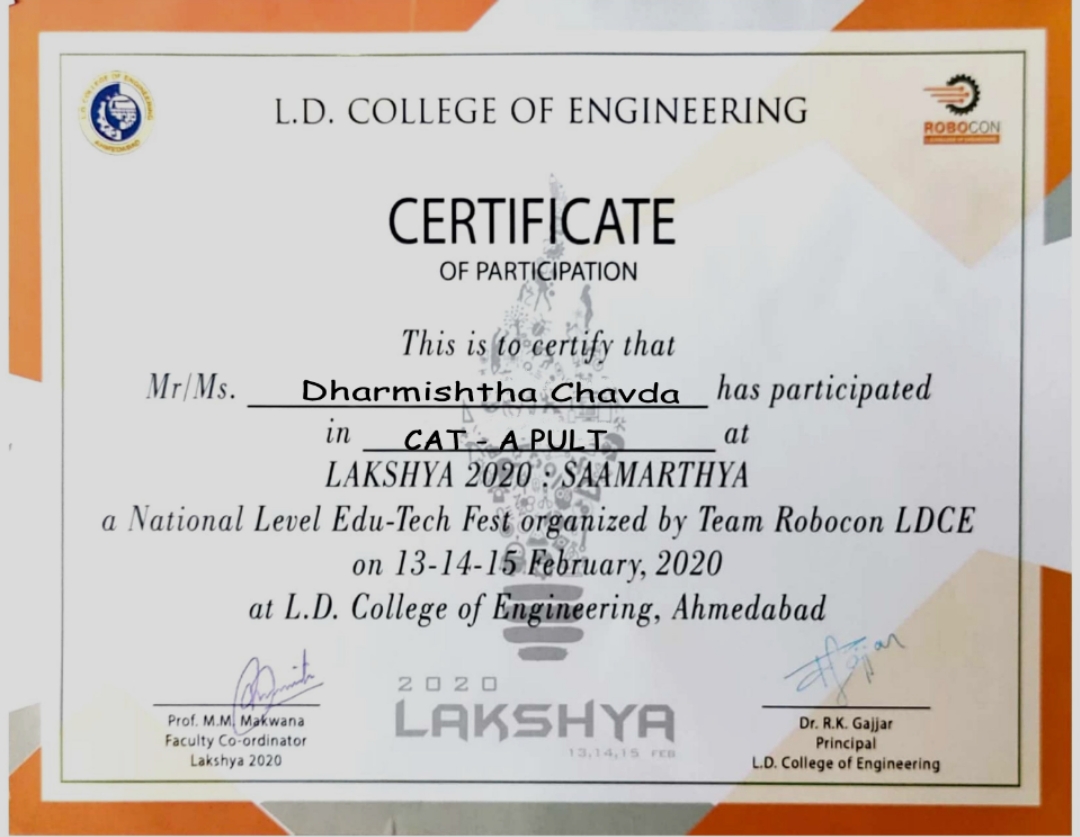 L.D. COLLEGE OF ENGINEERING
ROBOCON
CERTIFICATE
OF PARTICIPATION
This is to certify that
Mr/Ms. Dharmishtha Chavda has participated
in CAT - A PULT at
LAKSHYA 2020 : SAAMARTHYA
a National Level Edu-Tech Fest organized by Team Robocon LDCE
on 13-14-15 February, 2020
at L.D. College of Engineering, Ahmedabad
2020
LAKSHYA
13,14,15 FEB
Prof. M.M. Makwana
Faculty Co-ordinator
Lakshya 2020
Dr. R.K. Gajjar
Principal
L.D. College of Engineering